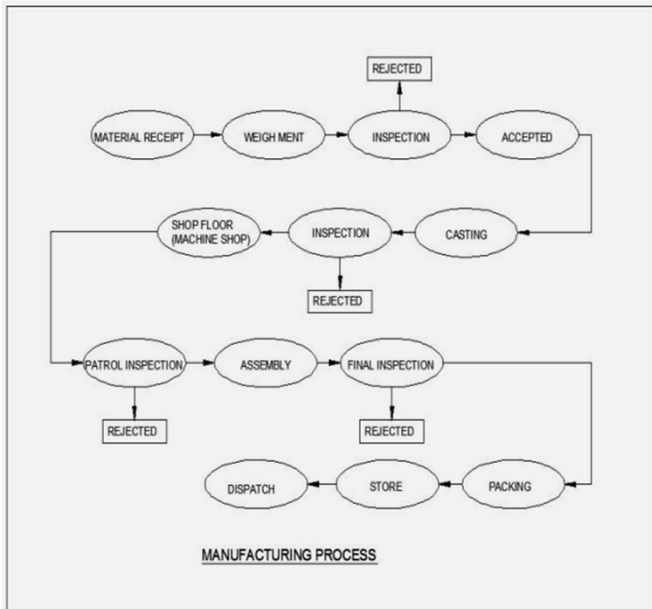 REJECTED
MATERIAL RECEIPT
WEIGH MENT
INSPECTION
ACCEPTED
SHOP FLOOR
(MACHINE SHOP)
INSPECTION
CASTING
REJECTED
PATROL INSPECTION
ASSEMBLY
FINAL INSPECTION
REJECTED
REJECTED
DISPATCH
STORE
PACKING
MANUFACTURING PROCESS